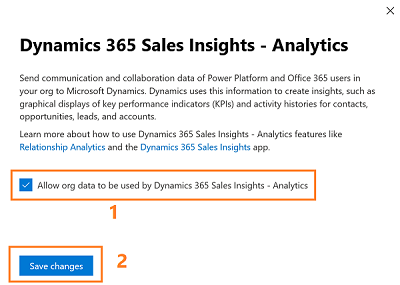 Dynamics 365 Sales Insights - Analytics
Send communication and collaboration data of Power Platform and Office 365 users in
your org to Microsoft Dynamics. Dynamics uses this information to create insights, such as
graphical displays of key performance indicators (KPIs) and activity histories for contacts,
opportunities, leads, and accounts.
Learn more about how to use Dynamics 365 Sales Insights - Analytics features like
Relationship Analytics and the Dynamics 365 Sales Insights app.
Allow org data to be used by Dynamics 365 Sales Insights - Analytics
1
Save changes
2